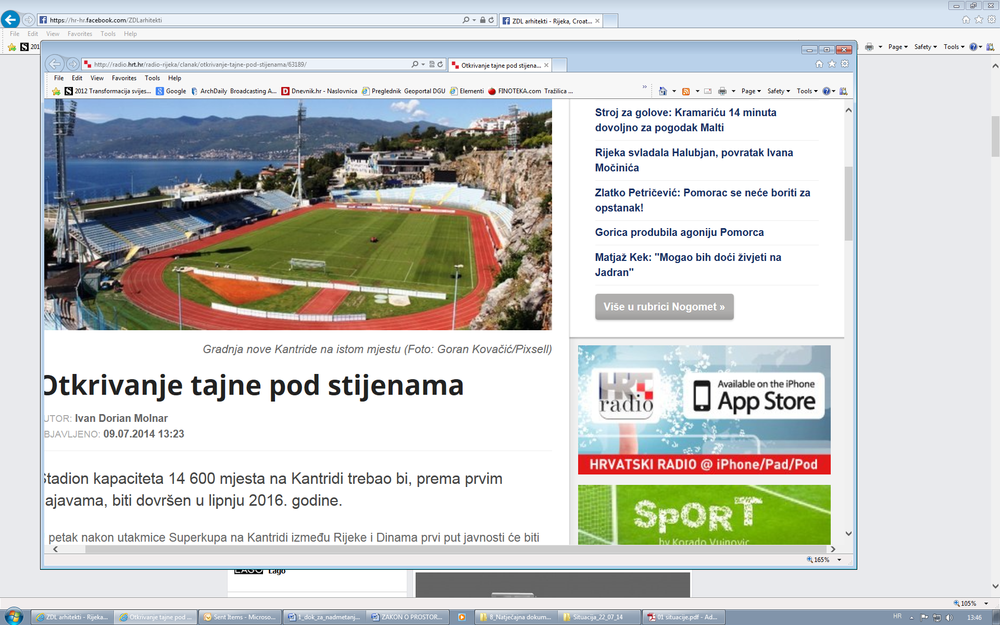 https://hr-hr.facebook.com/ZDLarhitekti
ZDL arhitekti - Rijeka, Croat...
File Edit View Favorites Tools Help
201
Page Safety Tools
http://radio.hrt.hr/radio-rijeka/clanak/otkrivanje-tajne-pod-stijenama/63189/
Otkrivanje tajne pod stijena...
File Edit View Favorites Tools Help
2012 Transformacija svijes... Google ArchDaily Broadcasting A... Dnevnik.hr - Naslovnica Preglednik Geoportal DGU Elementi FINOTEKA.com Tražilica ...
Page Safety Tools
Gradnja nove Kantride na istom mjestu (Foto: Goran Kovačić/Pixsell)
Otkrivanje tajne pod stijenama
UTOR: Ivan Dorian Molnar
BJAVLJENO: 09.07.2014 13:23
Stadion kapaciteta 14 600 mjesta na Kantridi trebao bi, prema prvim
ajavama, biti dovršen u lipnju 2016. godine.
petak nakon utakmice Superkupa na Kantridi između Rijeke i Dinama prvi put javnosti će biti
Stroj za golove: Kramariću 14 minuta
dovoljno za pogodak Malti
Rijeka svladala Halubjan, povratak Ivana
Močinića
Zlatko Petričević: Pomorac se neće boriti za
opstanak!
Gorica produbila agoniju Pomorca
Matjaž Kek: "Mogao bih doći živjeti na
Jadran"
Više u rubrici Nogomet »
HRT
radio
Available on the iPhone
App Store
HRVATSKI RADIO @ iPhone/Pad/Pod
SpORT
by Korado Vujnovic
165%
LAGO Lago
105%
ZDL arhitekti - Rijeka...
Otkrivanje tajne pod ...
Sent Items - Microso...
1_dok_za_nadmetanj...
ZAKON O PROSTOR...
8_Natječajna dokum...
Situacija_22_07_14
01 situacije.pdf - Ad...
HR
13:46